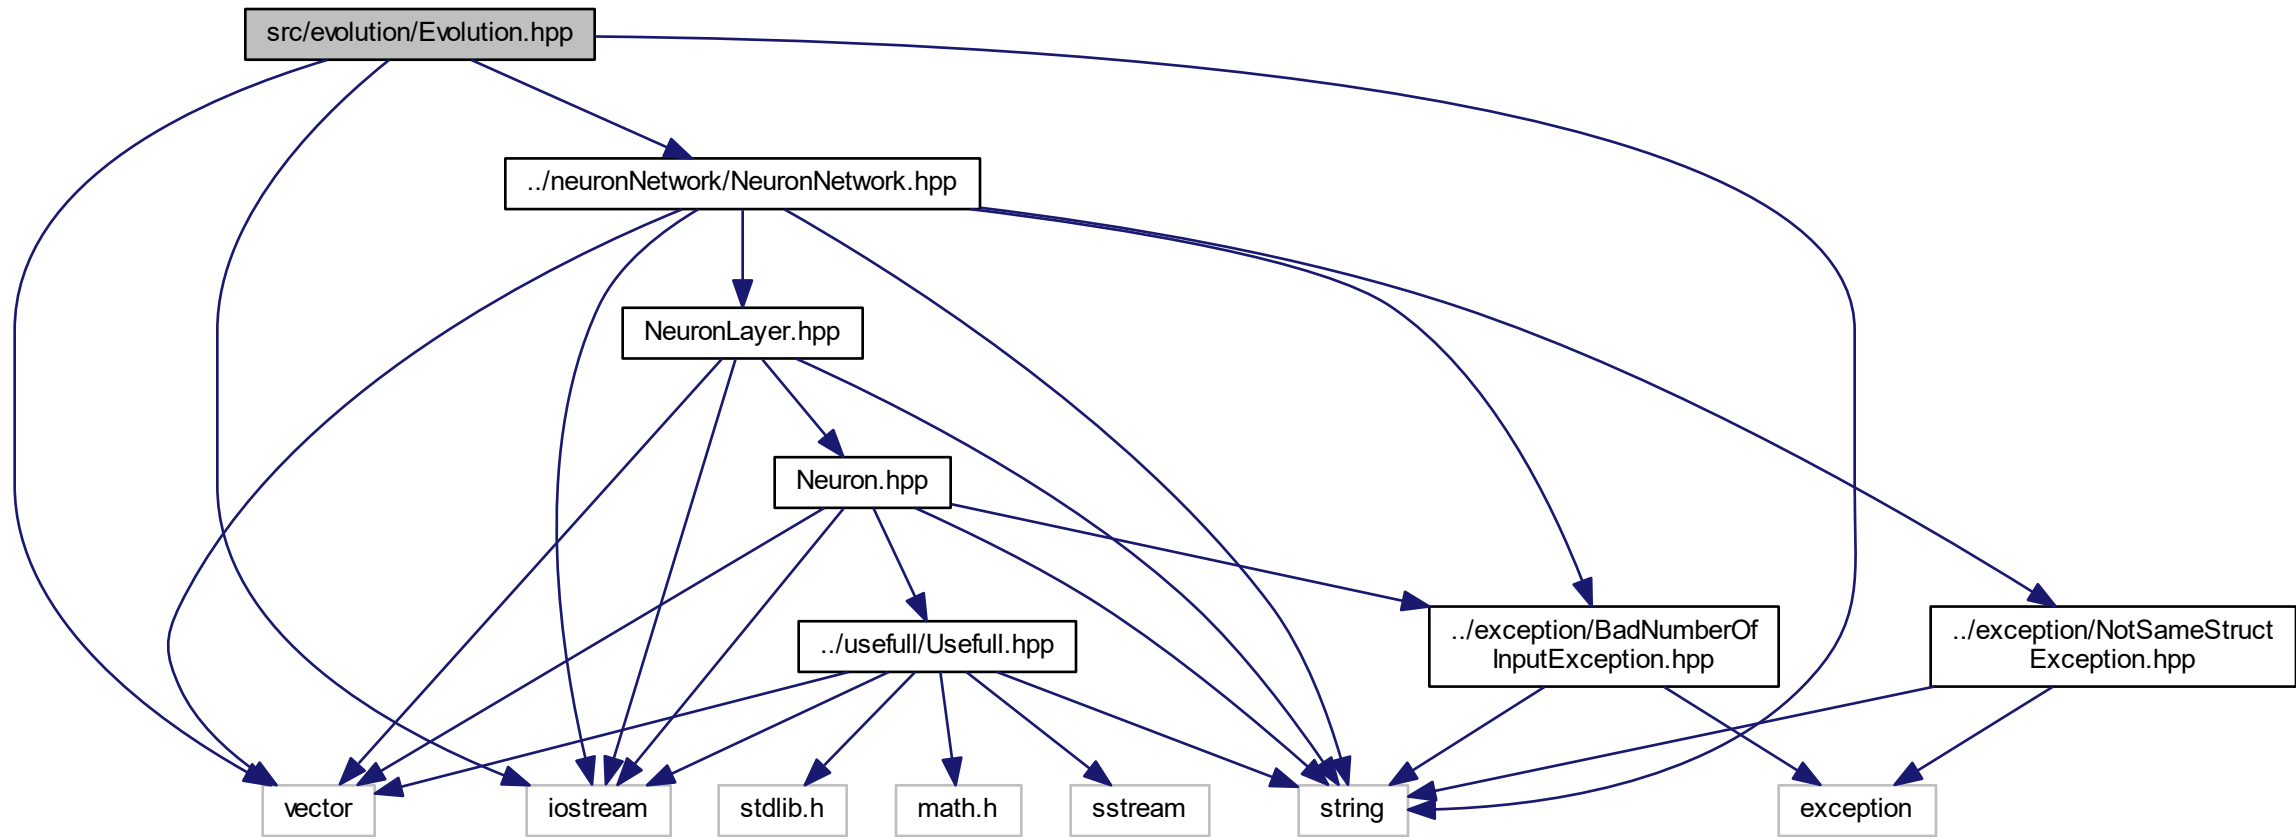 src/evolution/Evolution.hpp
../neuronNetwork/NeuronNetwork.hpp
NeuronLayer.hpp
Neuron.hpp
../usefull/Usefull.hpp
../exception/BadNumberOf
InputException.hpp
../exception/NotSameStruct
Exception.hpp
vector
iostream
stdlib.h
math.h
sstream
string
exception